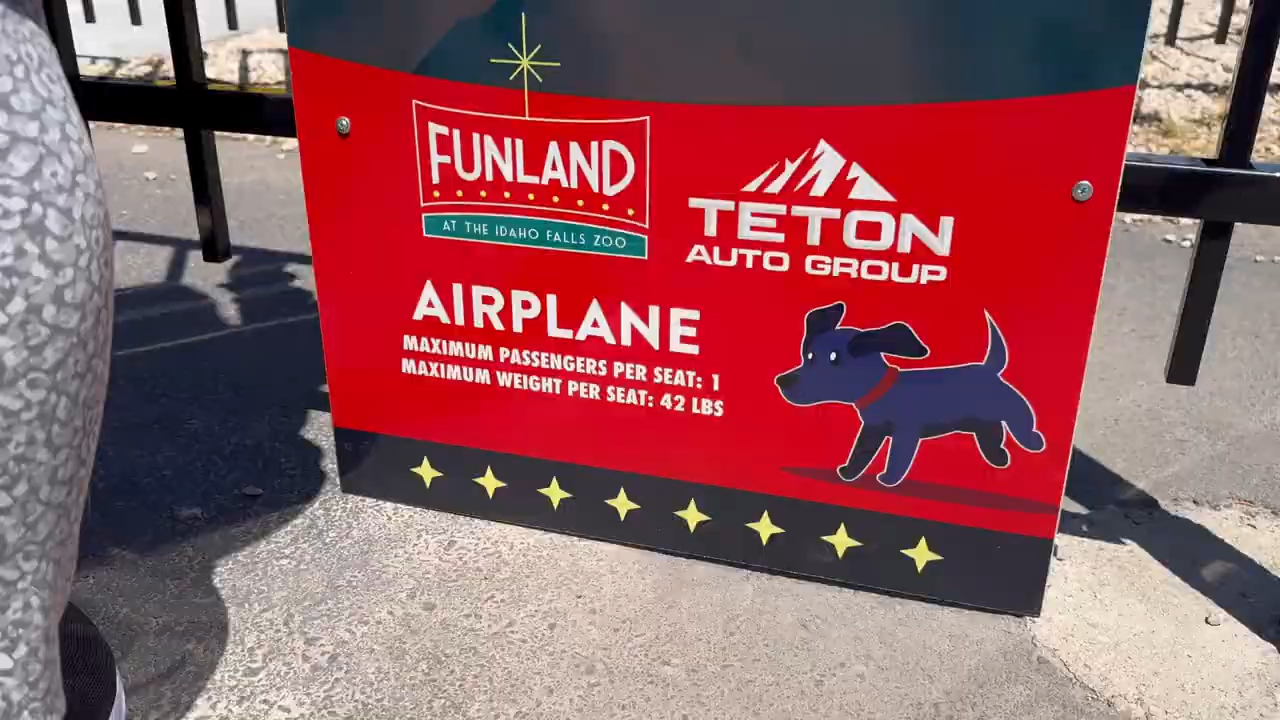 FUNLAND
AT THE IDAHO FALLS ZOO
TETON
AUTO GROUP
AIRPLANE
MAXIMUM PASSENGERS PER SEAT: 1
MAXIMUM WEIGHT PER SEAT: 42 LBS